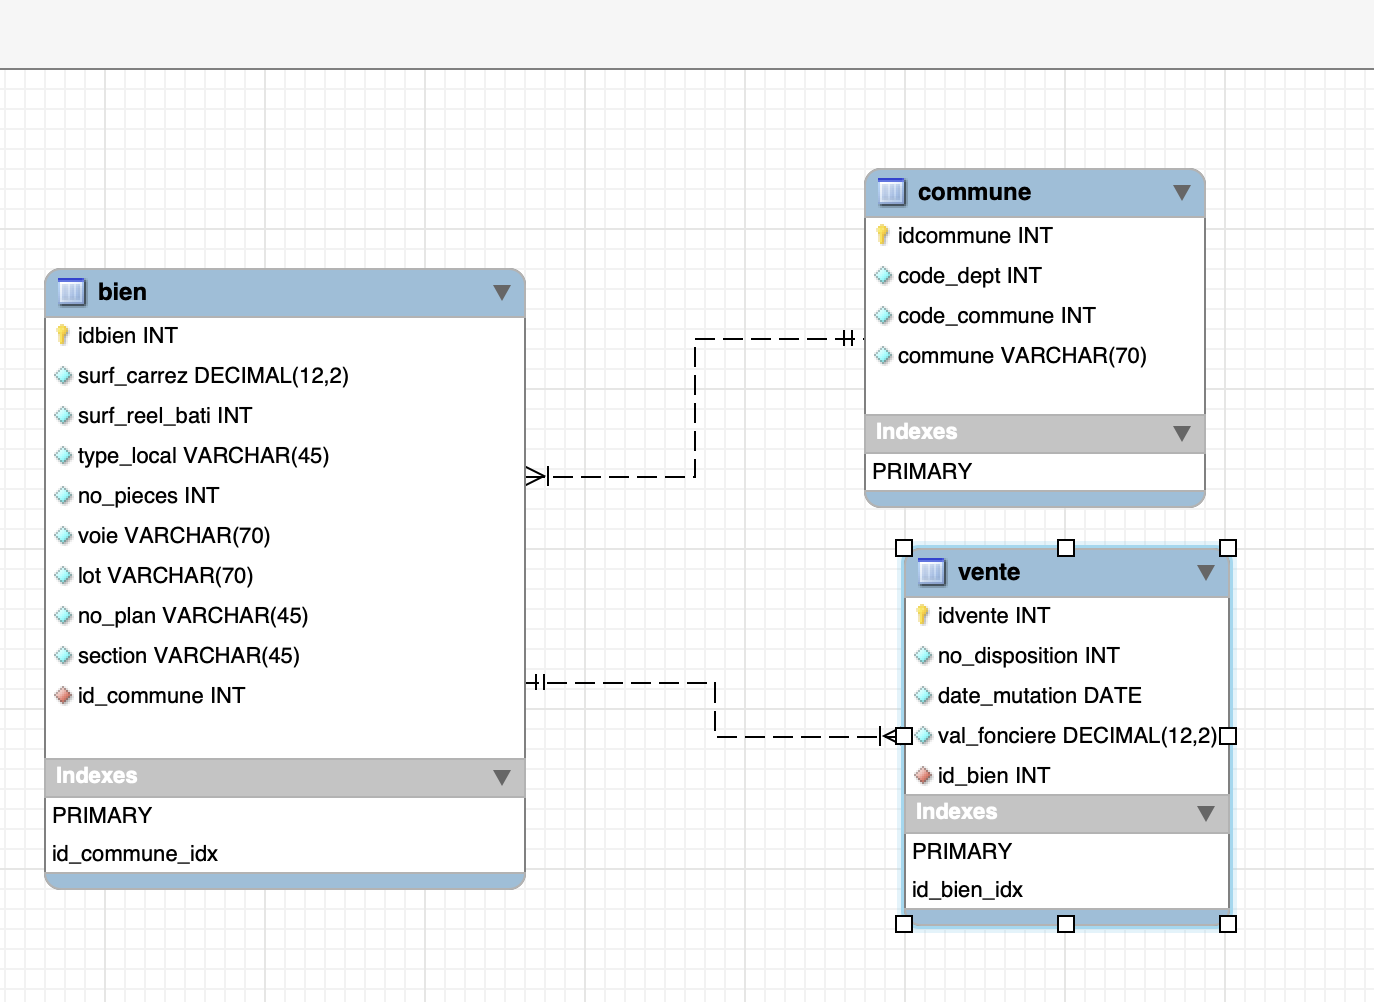 bien
idbien INT
surf_carrez DECIMAL(12,2)
surf_reel_bati INT
type_local VARCHAR(45)
no_pieces INT
voie VARCHAR(70)
lot VARCHAR(70)
no_plan VARCHAR(45)
section VARCHAR(45)
id_commune INT
Indexes
PRIMARY
id_commune_idx
commune
idcommune INT
code_dept INT
code_commune INT
commune VARCHAR(70)
Indexes
PRIMARY
vente
idvente INT
no_disposition INT
date_mutation DATE
val_fonciere DECIMAL(12,2)
id_bien INT
Indexes
PRIMARY
id_bien_idx